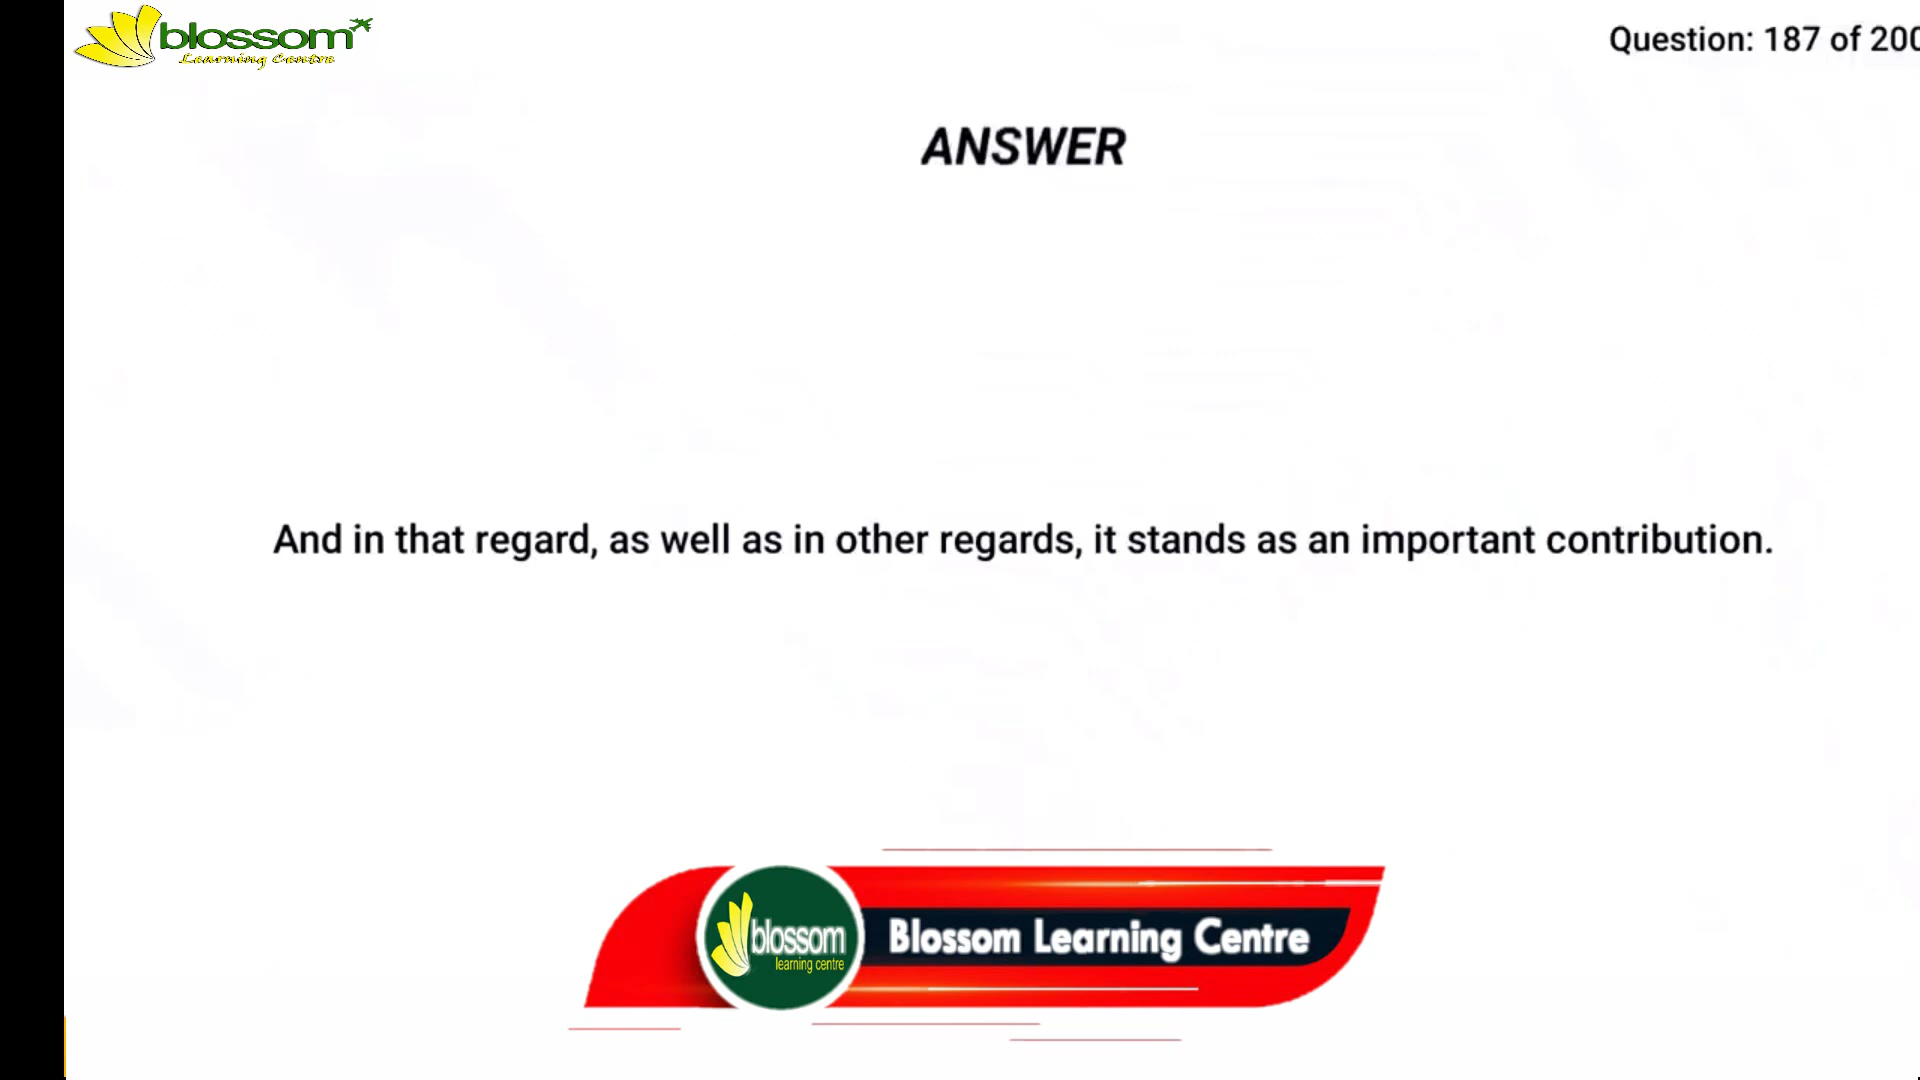 blossom
Learning Centre
Question: 187 of 200
ANSWER
And in that regard, as well as in other regards, it stands as an important contribution.
blossom
learning centre
Blossom Learning Centre